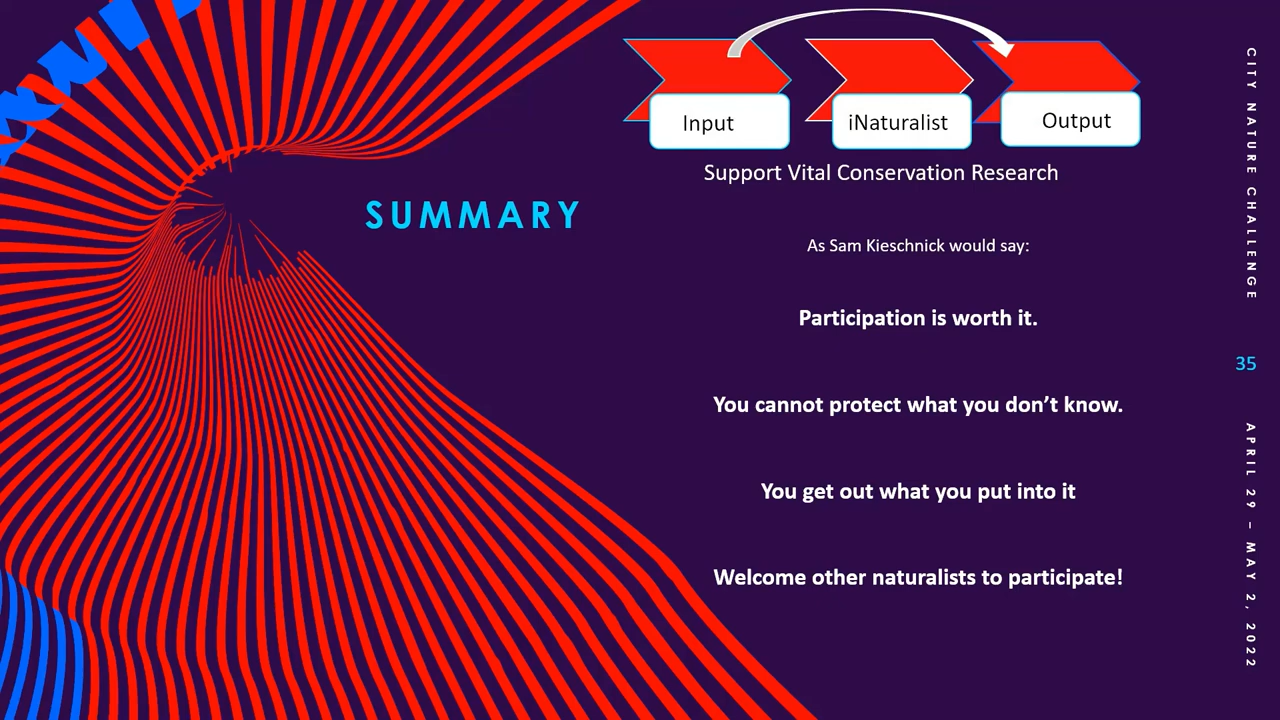 Input
iNaturalist
Output
Support Vital Conservation Research
SUMMARY
As Sam Kieschnick would say:
Participation is worth it.
You cannot protect what you don’t know.
You get out what you put into it
Welcome other naturalists to participate!
CITY NATURE CHALLENGE
35
APRIL 29 – MAY 2, 2022